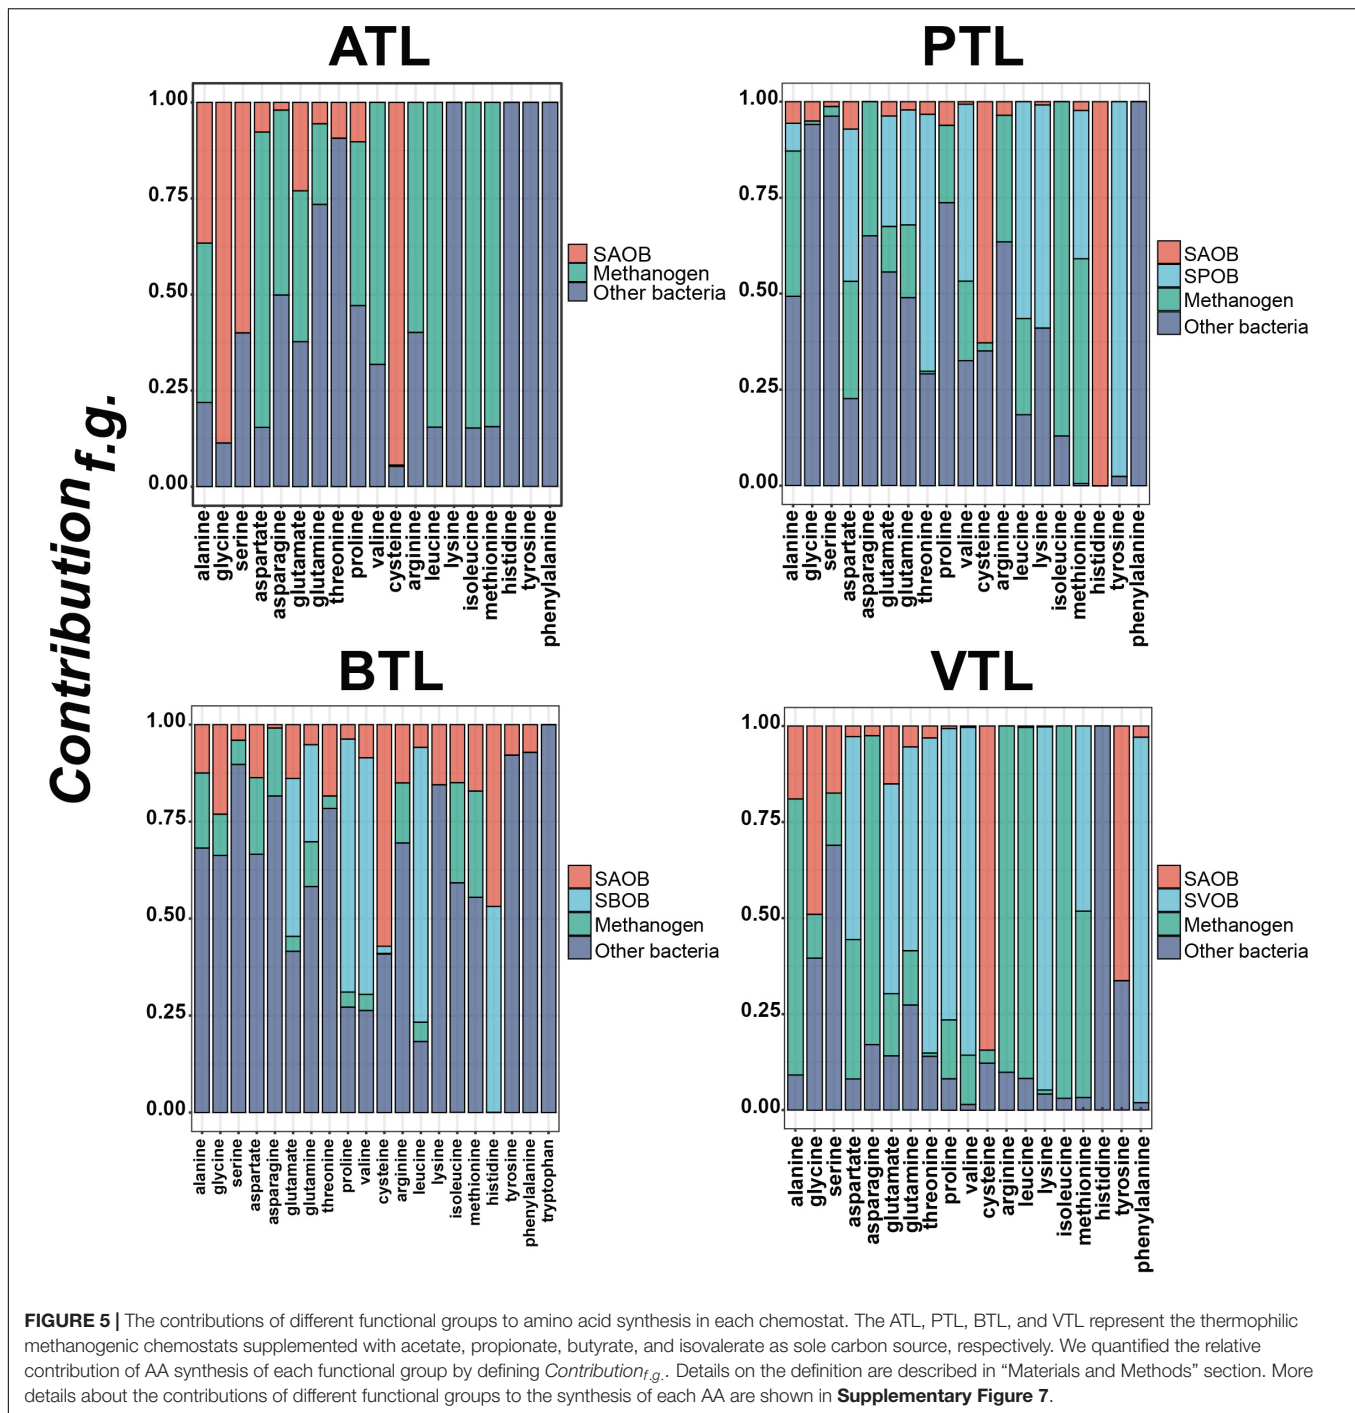 ATL
PTL
Contribution f.g.
1.00
0.75
0.50
0.25
0.00
SAOB
Methanogen
Other bacteria
alanine
glycine
serine
aspartate
asparagine
glutamate
glutamine
threonine
proline
valine
cysteine
arginine
leucine
lysine
isoleucine
methionine
histidine
tyrosine
phenylalanine
1.00
0.75
0.50
0.25
0.00
SAOB
SPOB
Methanogen
Other bacteria
alanine
glycine
serine
aspartate
asparagine
glutamate
glutamine
threonine
proline
valine
cysteine
arginine
leucine
lysine
isoleucine
methionine
histidine
tyrosine
phenylalanine
BTL
VTL
1.00
0.75
0.50
0.25
0.00
SAOB
SBOB
Methanogen
Other bacteria
alanine
glycine
serine
aspartate
asparagine
glutamate
glutamine
threonine
proline
valine
cysteine
arginine
leucine
lysine
isoleucine
methionine
histidine
tyrosine
phenylalanine
tryptophan
1.00
0.75
0.50
0.25
0.00
SAOB
SVOB
Methanogen
Other bacteria
alanine
glycine
serine
aspartate
asparagine
glutamate
glutamine
threonine
proline
valine
cysteine
arginine
leucine
lysine
isoleucine
methionine
histidine
tyrosine
phenylalanine
FIGURE 5 | The contributions of different functional groups to amino acid synthesis in each chemostat. The ATL, PTL, BTL, and VTL represent the thermophilic
methanogenic chemostats supplemented with acetate, propionate, butyrate, and isovalerate as sole carbon source, respectively. We quantified the relative
contribution of AA synthesis of each functional group by defining Contribution f.g.. Details on the definition are described in “Materials and Methods” section. More
details about the contributions of different functional groups to the synthesis of each AA are shown in Supplementary Figure 7.